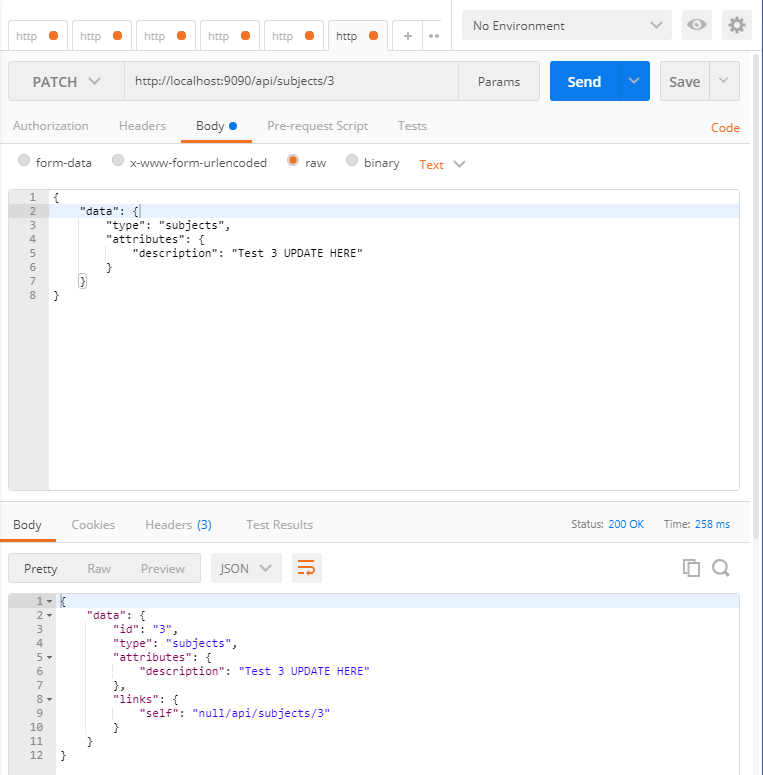 http http http http http http + ••
No Environment
PATCH http://localhost:9090/api/subjects/3 Params Send Save
Authorization Headers Body Pre-request Script Tests Code
form-data x-www-form-urlencoded raw binary Text
1 {
2 "data": {
3 "type": "subjects",
4 "attributes": {
5 "description": "Test 3 UPDATE HERE"
6 }
7 }
8 }
Body Cookies Headers (3) Test Results Status: 200 OK Time: 258 ms
Pretty Raw Preview JSON
1 {
2 "data": {
3 "id": "3",
4 "type": "subjects",
5 "attributes": {
6 "description": "Test 3 UPDATE HERE"
7 },
8 "links": {
9 "self": "null/api/subjects/3"
10 }
11 }
12 }